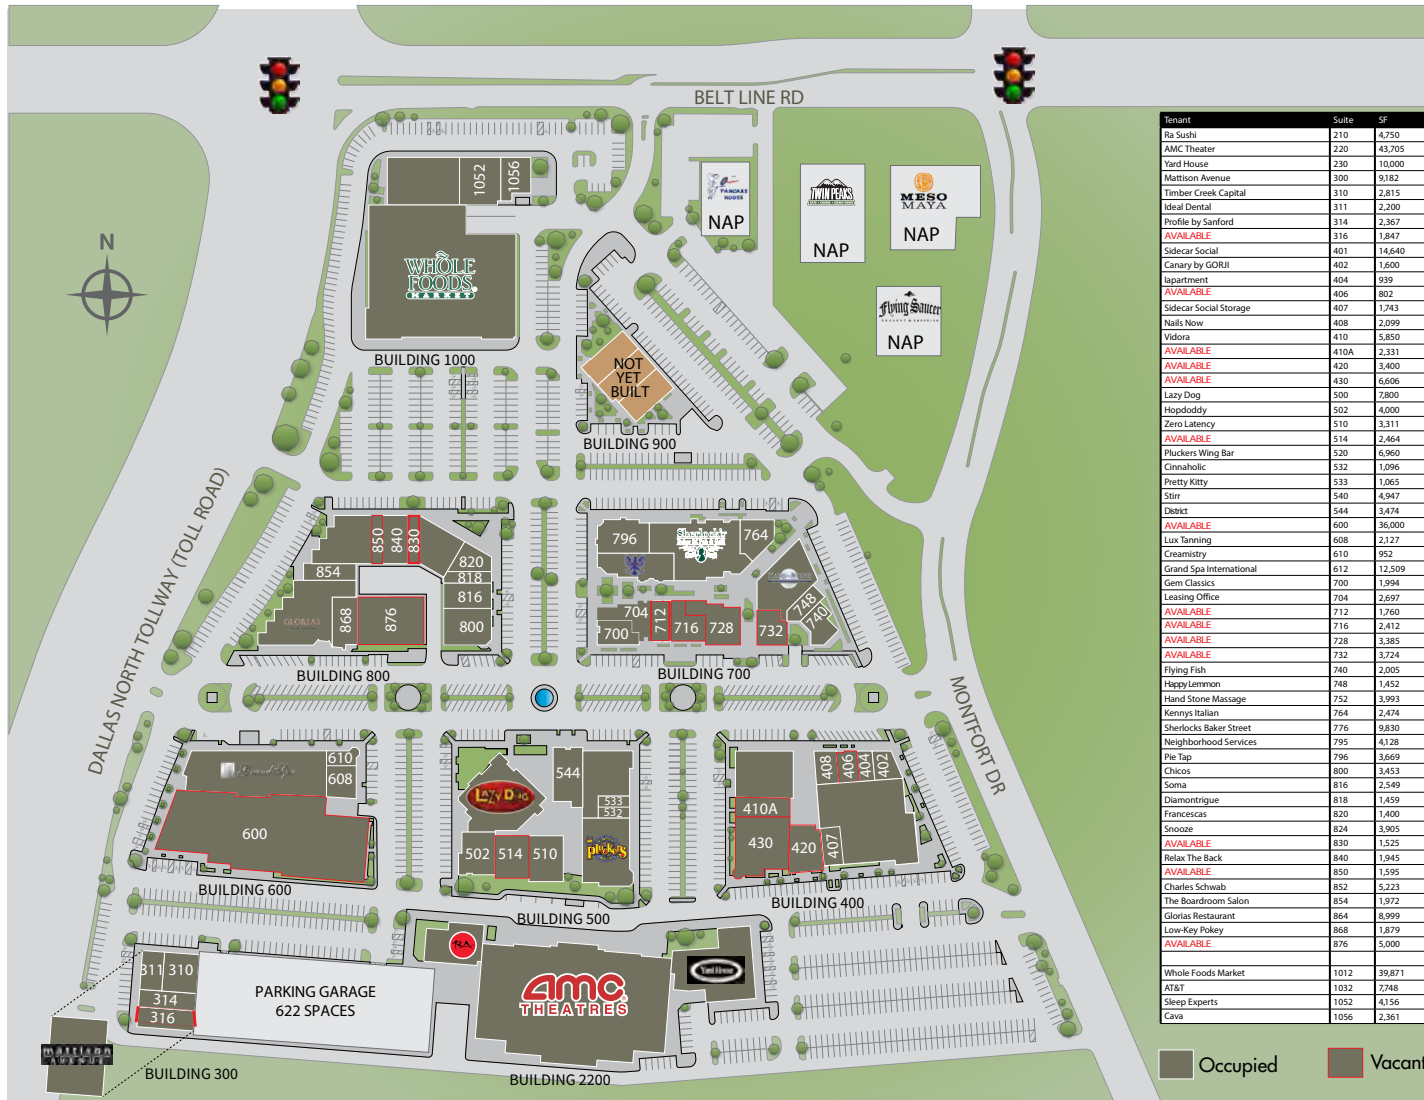 BELT LINE RD
N
1052
1056
PANCAKE
HOUSE
NAP
TWIN PEAKS
NAP
MESO
MAYA
NAP
Flying Saucer
NAP
WHOLE
FOODS
MARKET
BUILDING 1000
NOT
YET
BUILT
BUILDING 900
DALLAS NORTH TOLLWAY (TOLL ROAD)
MONTFORT DR
850
840
830
820
818
816
800
854
868
876
GLORIA'S
BUILDING 800
796
764
704
700
712
716
728
732
748
740
BUILDING 700
610
608
600
BUILDING 600
LAZY DOG
544
533
532
Pluckers
502
514
510
BUILDING 500
408
406
404
402
410A
430
420
407
BUILDING 400
311
310
314
316
PARKING GARAGE
622 SPACES
RA
AMC
THEATRES
Yard House
mattison
AVENUE
BUILDING 300
BUILDING 2200
Tenant Suite SF
Ra Sushi 210 4,750
AMC Theater 220 43,705
Yard House 230 10,000
Mattison Avenue 300 9,182
Timber Creek Capital 310 2,815
Ideal Dental 311 2,200
Profile by Sanford 314 2,367
AVAILABLE 316 1,847
Sidecar Social 401 14,640
Canary by GORJI 402 1,600
Iapartment 404 939
AVAILABLE 406 802
Sidecar Social Storage 407 1,743
Nails Now 408 2,099
Vidora 410 5,850
AVAILABLE 410A 2,331
AVAILABLE 420 3,400
AVAILABLE 430 6,606
Lazy Dog 500 7,800
Hopdoddy 502 4,000
Zero Latency 510 3,311
AVAILABLE 514 2,464
Pluckers Wing Bar 520 6,960
Cinnaholic 532 1,096
Pretty Kitty 533 1,065
Stirr 540 4,947
District 544 3,474
AVAILABLE 600 36,000
Lux Tanning 608 2,127
Creamistry 610 952
Grand Spa International 612 12,509
Gem Classics 700 1,994
Leasing Office 704 2,697
AVAILABLE 712 1,760
AVAILABLE 716 2,412
AVAILABLE 728 3,385
AVAILABLE 732 3,724
Flying Fish 740 2,005
Happy Lemmon 748 1,452
Hand Stone Massage 752 3,993
Kennys Italian 764 2,474
Sherlocks Baker Street 776 9,830
Neighborhood Services 795 4,128
Pie Tap 796 3,669
Chicos 800 3,453
Soma 816 2,549
Diamontrigue 818 1,459
Francescas 820 1,400
Snooze 824 3,905
AVAILABLE 830 1,525
Relax The Back 840 1,945
AVAILABLE 850 1,595
Charles Schwab 852 5,223
The Boardroom Salon 854 1,972
Glorias Restaurant 864 8,999
Low-Key Pokey 868 1,879
AVAILABLE 876 5,000
Whole Foods Market 1012 39,871
AT&T 1032 7,748
Sleep Experts 1052 4,156
Cava 1056 2,361
Occupied
Vacant